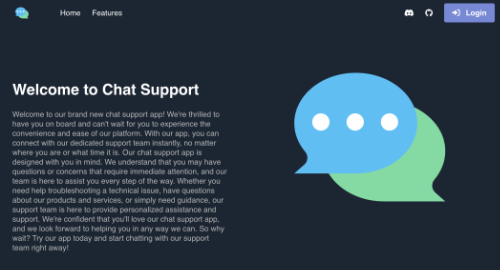 Home Features Login
Welcome to Chat Support
Welcome to our brand new chat support app! We're thrilled to
have you on board and can't wait for you to experience the
convenience and ease of our platform. With our app, you can
connect with our dedicated support team instantly, no matter
where you are or what time it is. Our chat support app is
designed with you in mind. We understand that you may have
questions or concerns that require immediate attention, and our
team is here to assist you every step of the way. Whether you
need help troubleshooting a technical issue, have questions
about our products and services, or simply need guidance, our
support team is here to provide personalized assistance and
support. We're confident that you'll love our chat support app,
and we look forward to helping you in any way we can. So why
wait? Try our app today and start chatting with our support
team right away!